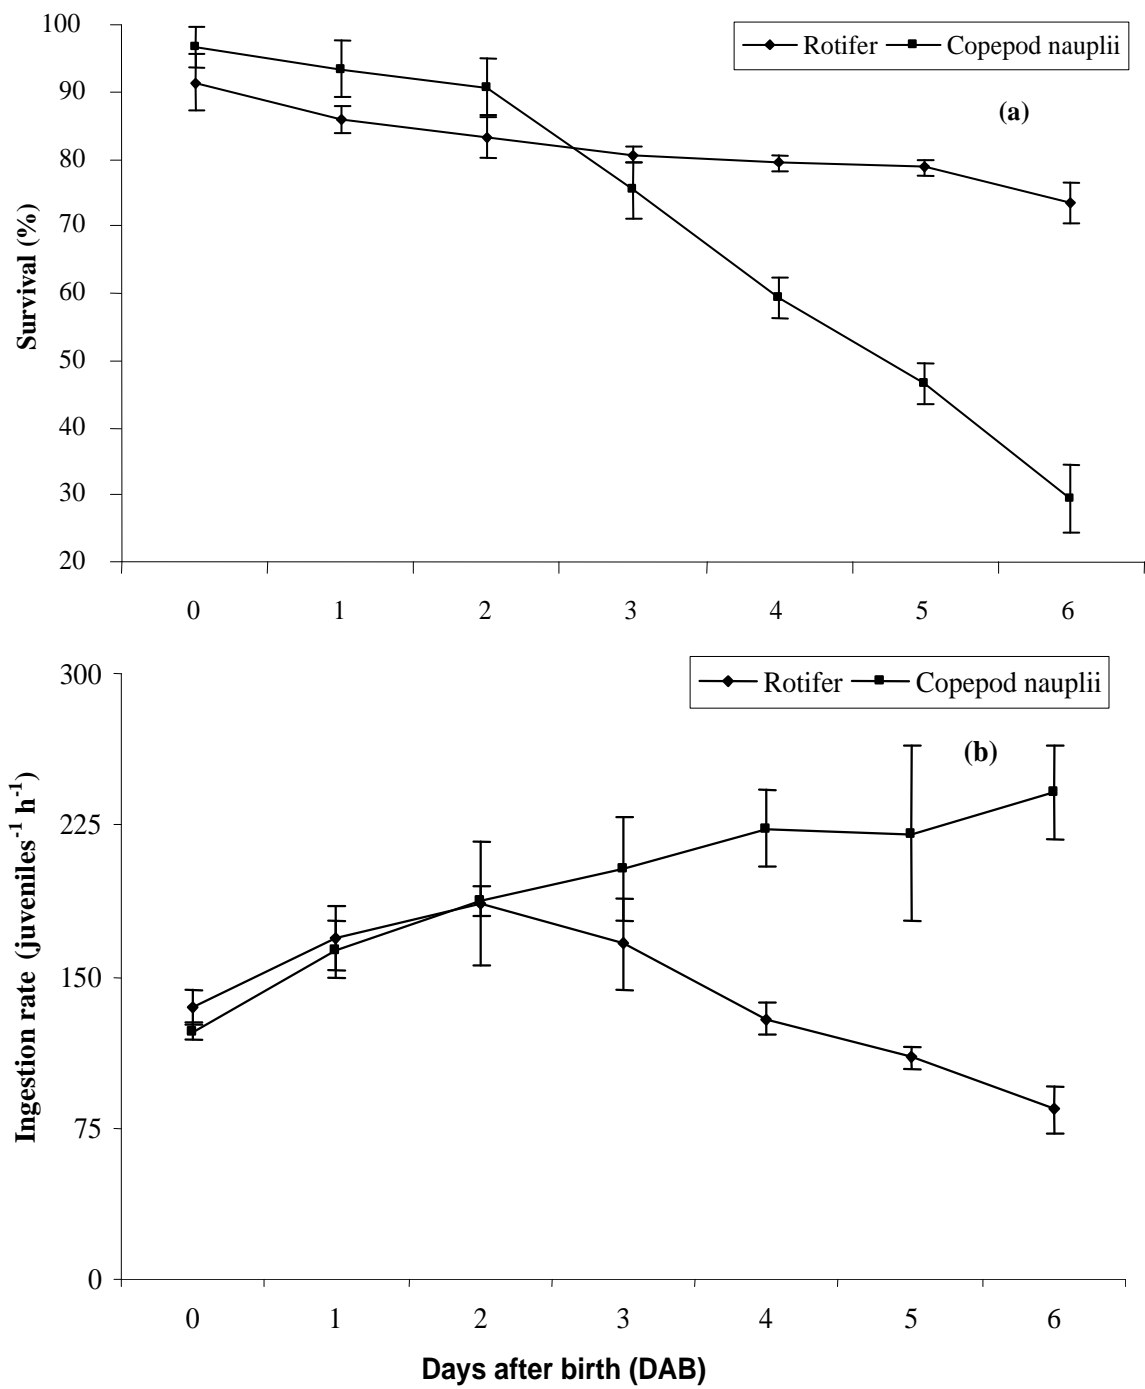 100
90
80
70
60
50
40
30
20
Survival (%)
Rotifer Copepod nauplii
(a)
0 1 2 3 4 5 6
300
225
150
75
0
Ingestion rate (juveniles⁻¹ h⁻¹)
Rotifer Copepod nauplii
(b)
0 1 2 3 4 5 6
Days after birth (DAB)